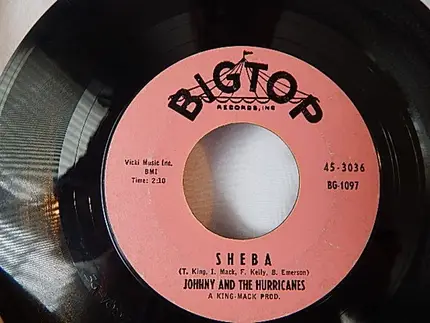 BIGTOP
RECORDS, INC
Vicki Music Inc.
BMI
Time: 2:10
45-3036
BG-1097
SHEBA
(T. King, I. Mack, F. Kelly, B. Emerson)
JOHNNY AND THE HURRICANES
A KING-MACK PROD.